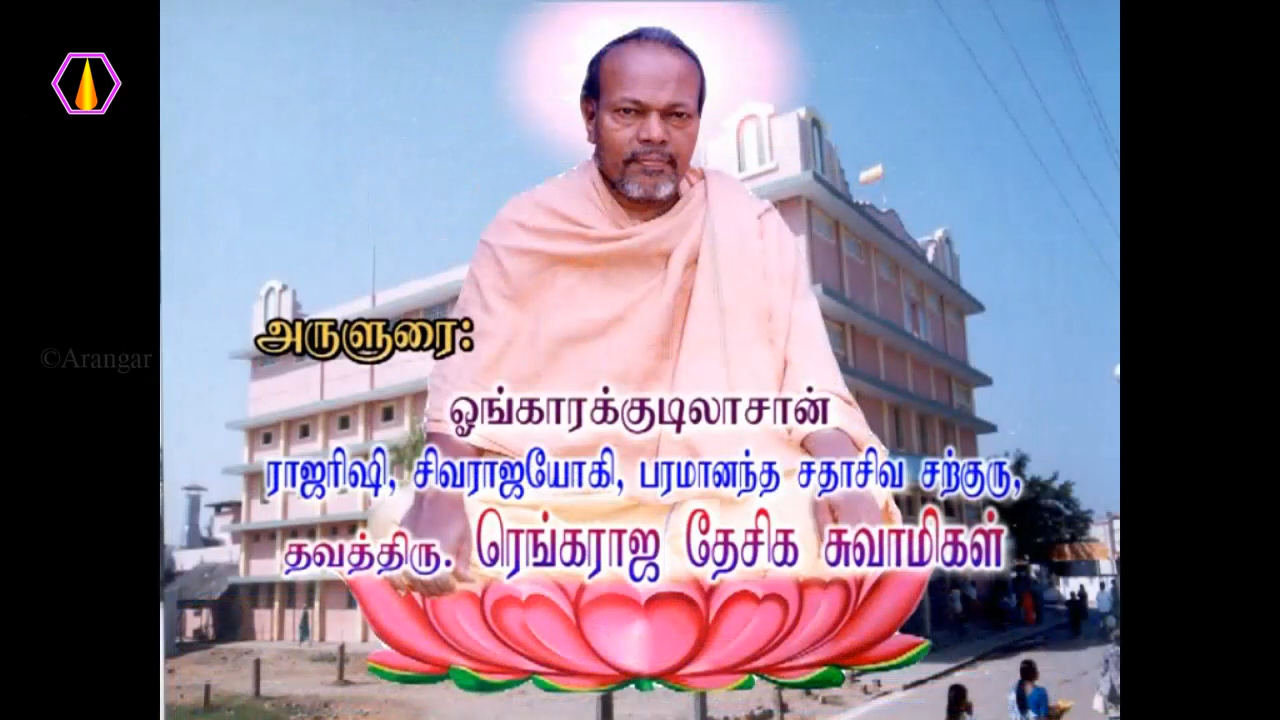 அருளுரை:
©Arangar
ஓங்காரக்குடிலாசான்
ராஜரிஷி, சிவராஜயோகி, பரமானந்த சதாசிவ சற்குரு,
தவத்திரு. ரெங்கராஜ தேசிக சுவாமிகள்